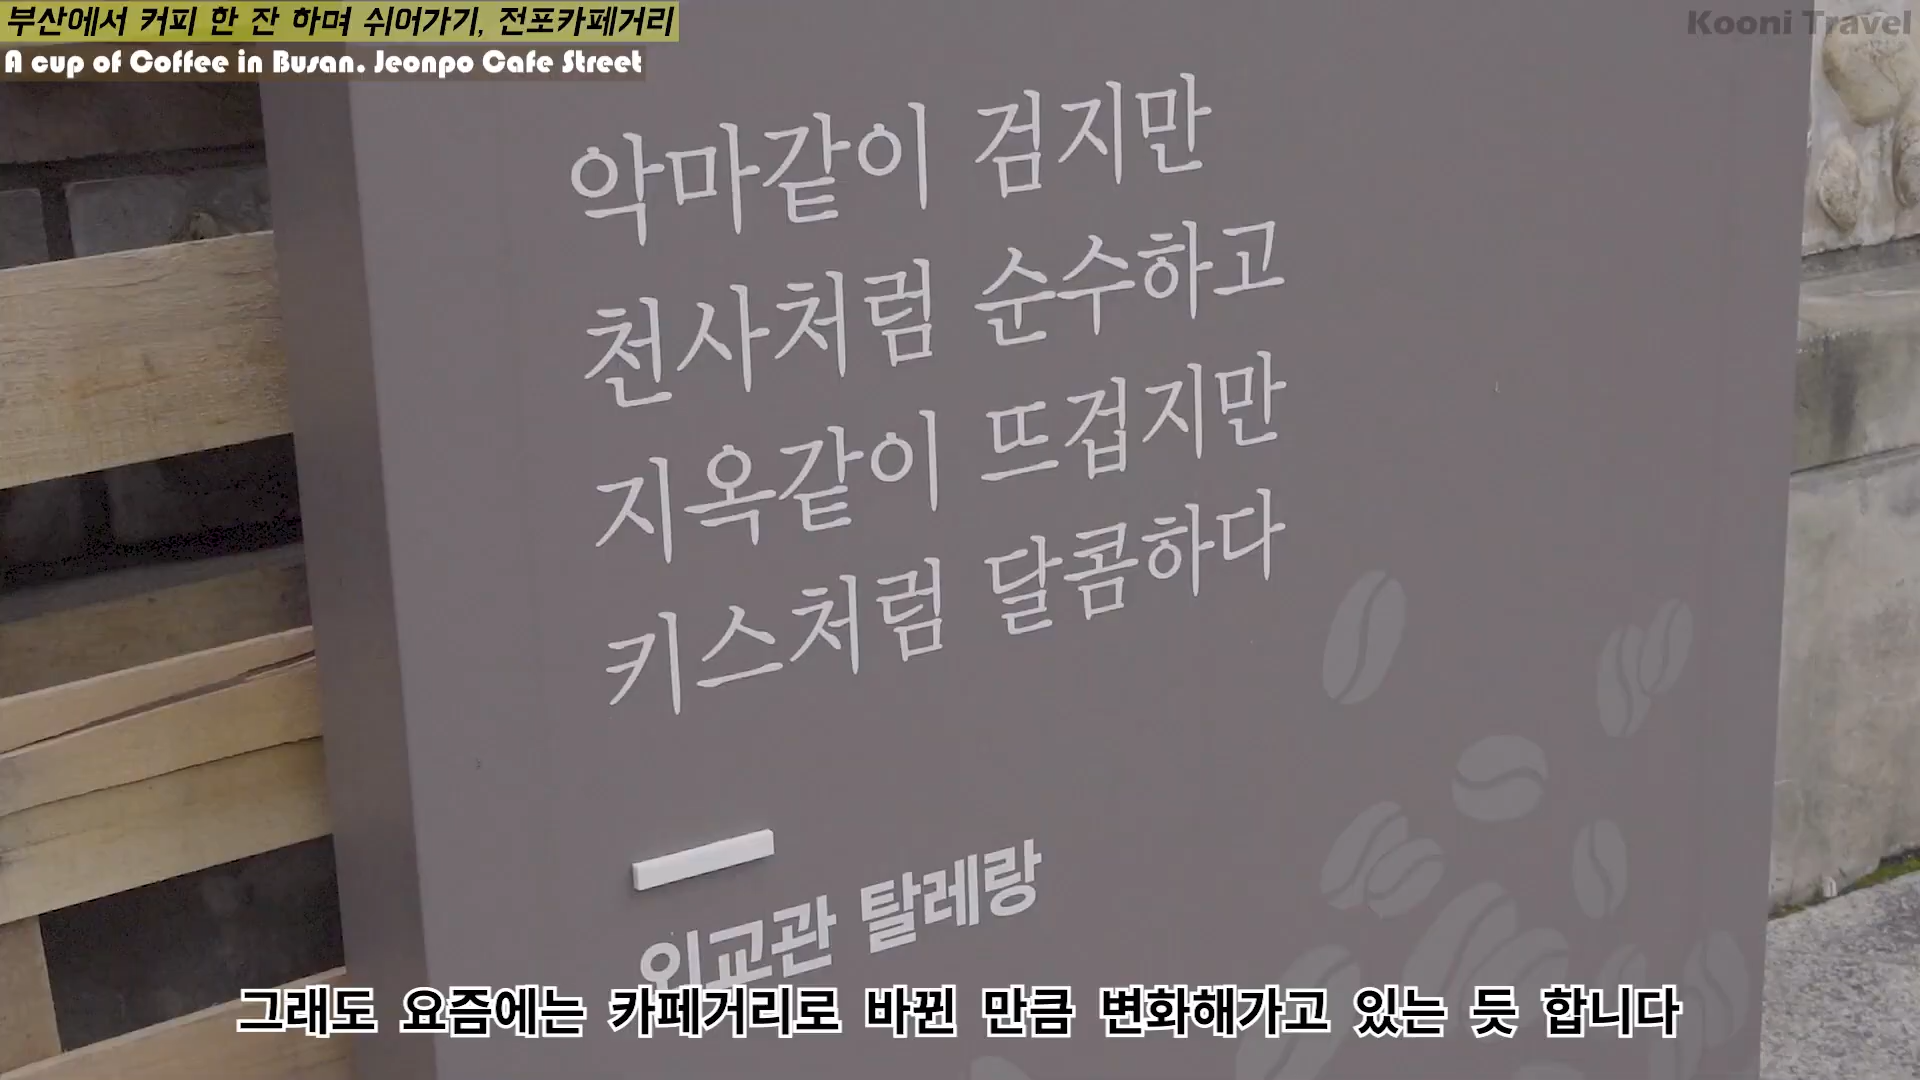 부산에서 커피 한 잔 하며 쉬어가기, 전포카페거리
A cup of Coffee in Busan. Jeonpo Cafe Street
Kooni Travel
악마같이 검지만
천사처럼 순수하고
지옥같이 뜨겁지만
키스처럼 달콤하다
외교관 탈레랑
그래도 요즘에는 카페거리로 바뀐 만큼 변화해가고 있는 듯 합니다